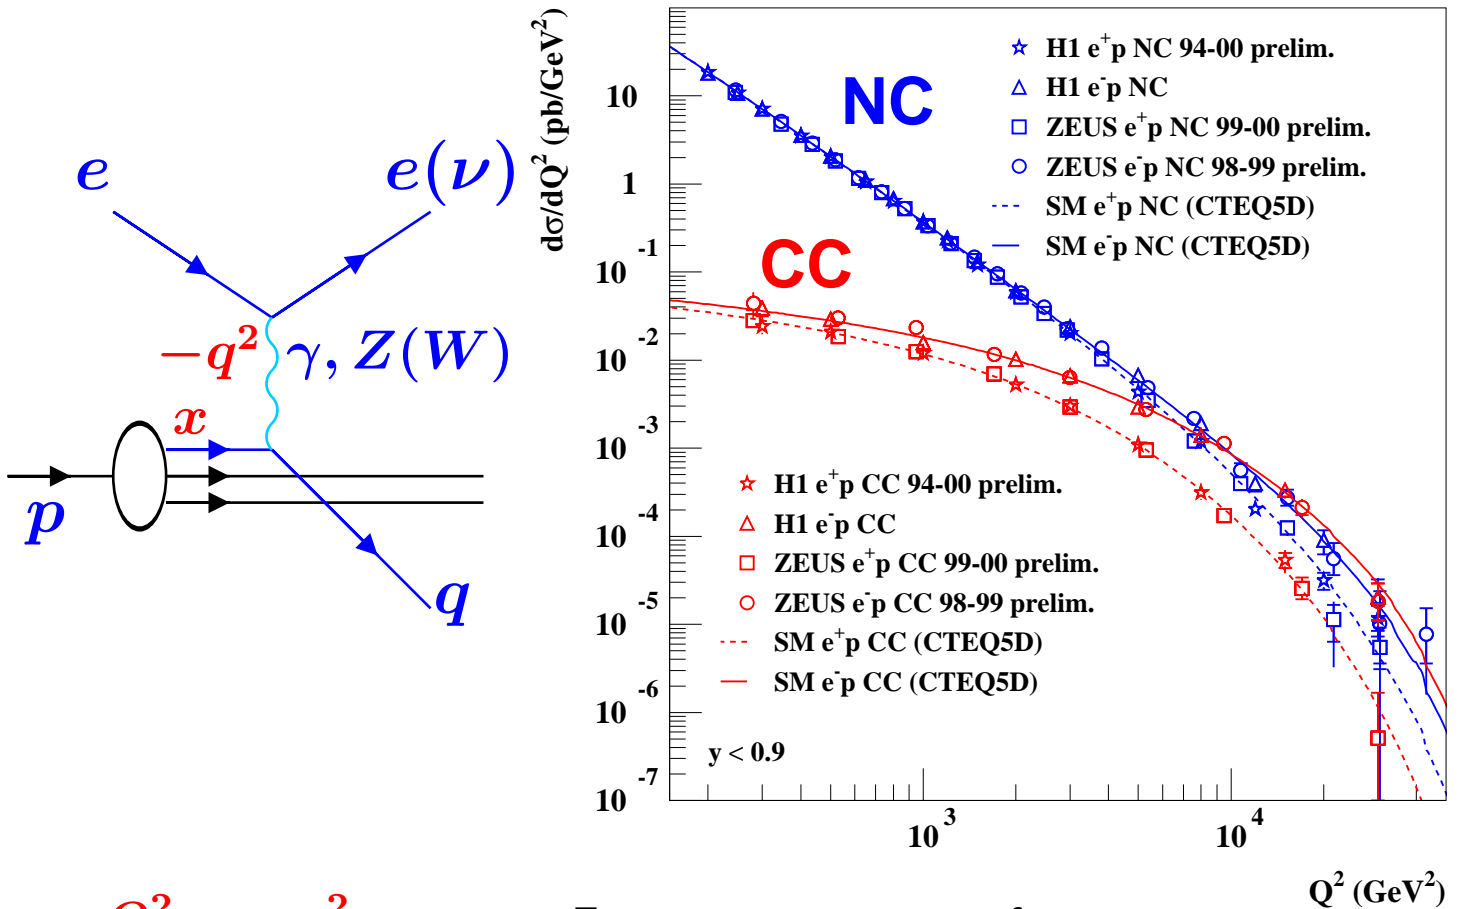 e
e(ν)
−q²
γ, Z(W)
x
p
q
dσ/dQ² (pb/GeV²)
NC
CC
H1 e⁺p NC 94-00 prelim.
H1 e⁻p NC
ZEUS e⁺p NC 99-00 prelim.
ZEUS e⁻p NC 98-99 prelim.
SM e⁺p NC (CTEQ5D)
SM e⁻p NC (CTEQ5D)
H1 e⁺p CC 94-00 prelim.
H1 e⁻p CC
ZEUS e⁺p CC 99-00 prelim.
ZEUS e⁻p CC 98-99 prelim.
SM e⁺p CC (CTEQ5D)
SM e⁻p CC (CTEQ5D)
y < 0.9
10
1
10⁻¹
10⁻²
10⁻³
10⁻⁴
10⁻⁵
10⁻⁶
10⁻⁷
10³
10⁴
Q² (GeV²)